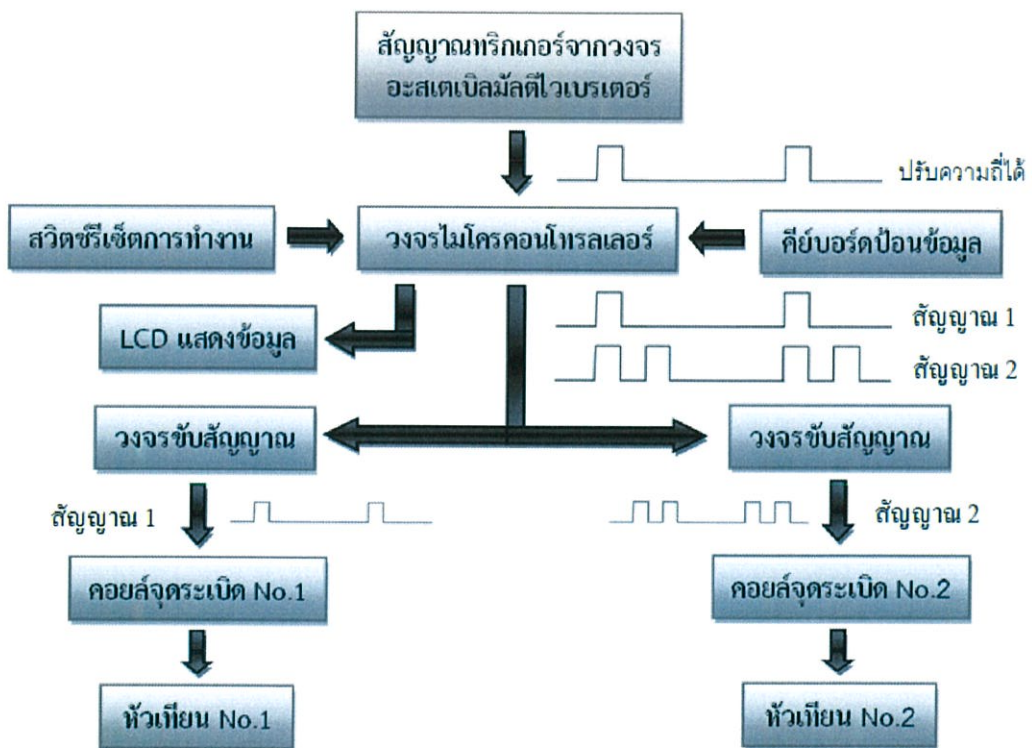 สัญญาณทริกเกอร์จากวงจร
อะสเตเบิลมัลติไวเบรเตอร์
ปรับความถี่ได้
สวิตช์รีเซ็ตการทำงาน
วงจรไมโครคอนโทรลเลอร์
คีย์บอร์ดป้อนข้อมูล
LCD แสดงข้อมูล
สัญญาณ 1
สัญญาณ 2
วงจรขับสัญญาณ
วงจรขับสัญญาณ
สัญญาณ 1
สัญญาณ 2
คอยล์จุดระเบิด No.1
คอยล์จุดระเบิด No.2
หัวเทียน No.1
หัวเทียน No.2